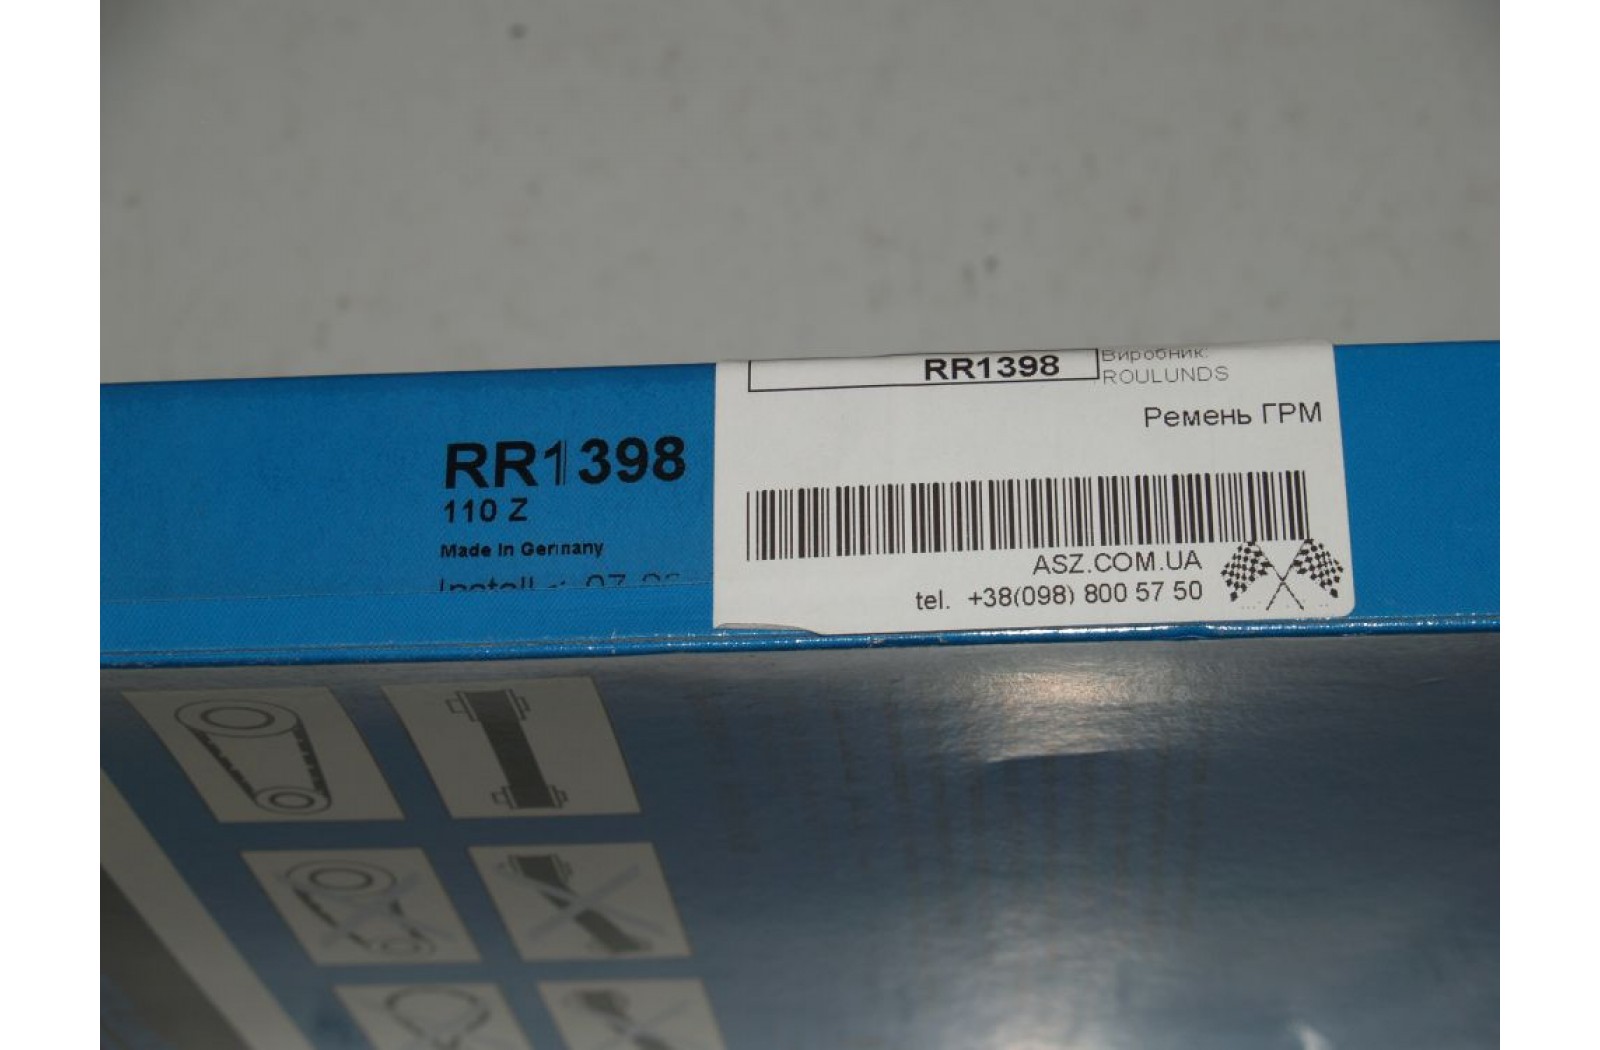 RR1398
Виробник:
ROULUNDS
Ремень ГРМ
RR1398
110 Z
Made In Germany
ASZ.COM.UA
tel. +38(098) 800 57 50